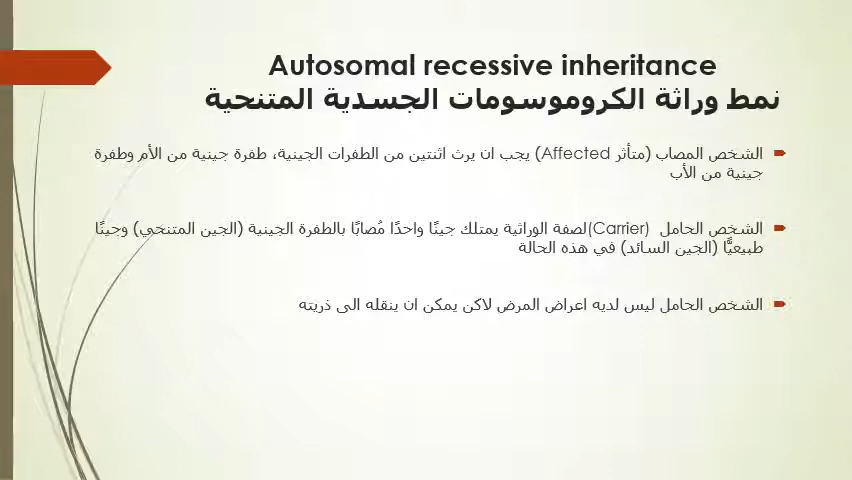 Autosomal recessive inheritance
نمط وراثة الكروموسومات الجسدية المتنحية
الشخص المصاب (متأثر Affected) يجب ان يرث اثنتين من الطفرات الجينية، طفرة جينية من الأم وطفرة
جينية من الأب
الشخص الحامل (Carrier)لصفة الوراثية يمتلك جينًا واحدًا مُصابًا بالطفرة الجينية (الجين المتنحي) وجينًا
طبيعيًّا (الجين السائد) في هذه الحالة
الشخص الحامل ليس لديه اعراض المرض لاكن يمكن ان ينقله الى ذريته